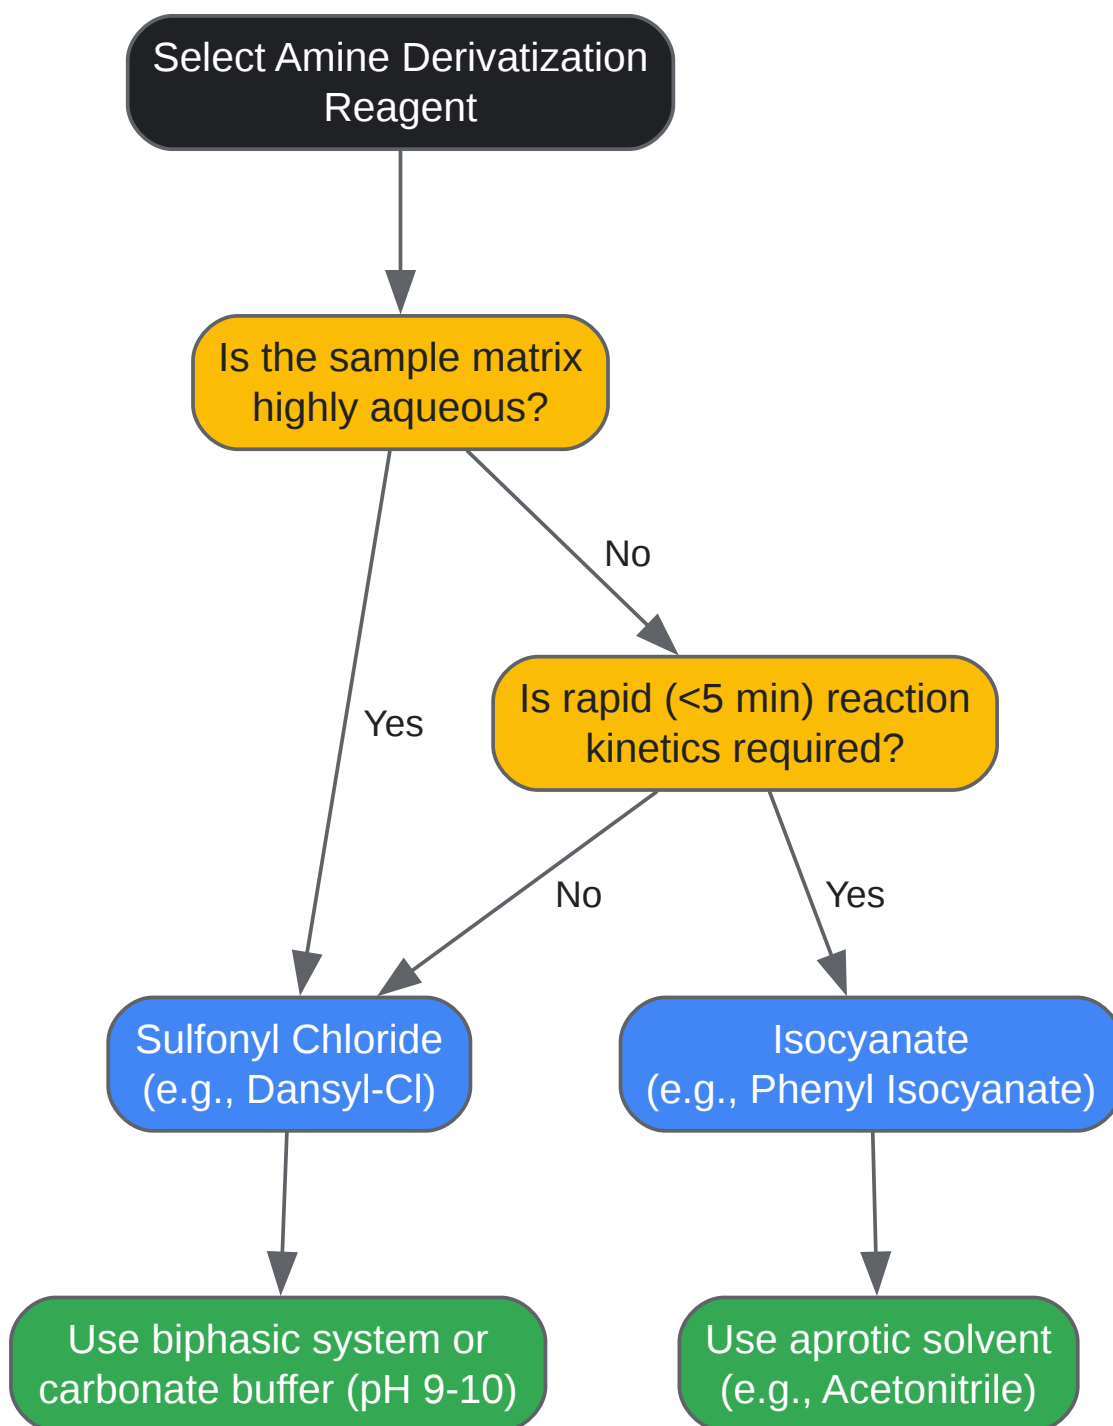 Select Amine Derivatization
Reagent
Is the sample matrix
highly aqueous?
No
Is rapid (<5 min) reaction
kinetics required?
Yes
No
Yes
Sulfonyl Chloride
(e.g., Dansyl-Cl)
Isocyanate
(e.g., Phenyl Isocyanate)
Use biphasic system or
carbonate buffer (pH 9-10)
Use aprotic solvent
(e.g., Acetonitrile)